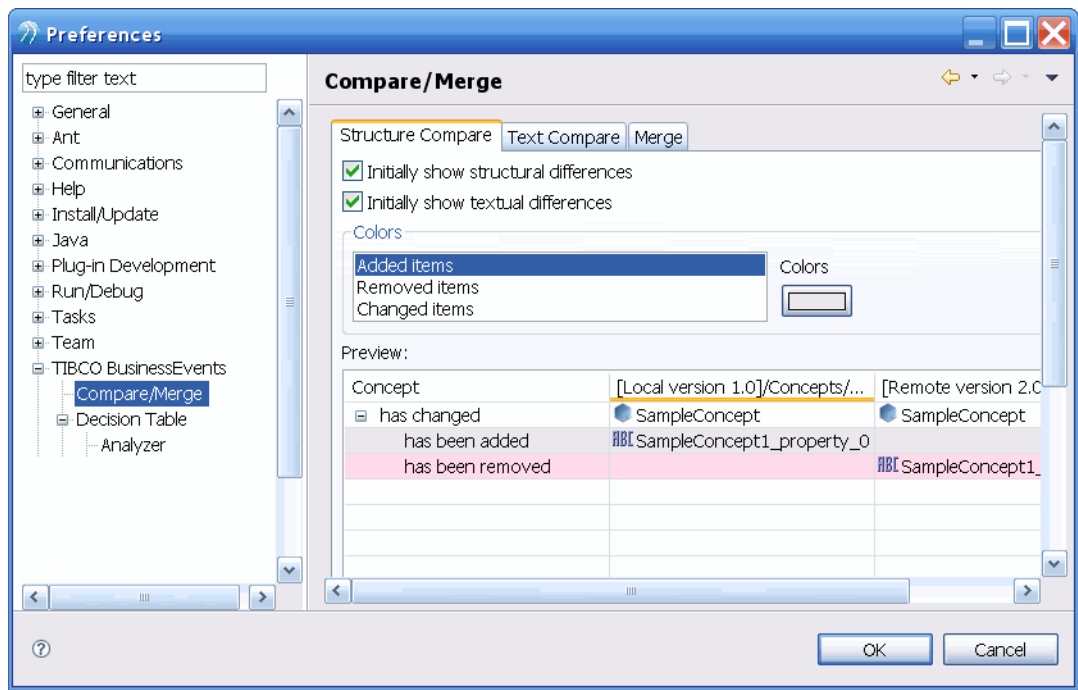 Preferences
type filter text
General
Ant
Communications
Help
Install/Update
Java
Plug-in Development
Run/Debug
Tasks
Team
TIBCO BusinessEvents
Compare/Merge
Decision Table
Analyzer
Compare/Merge
Structure Compare Text Compare Merge
Initially show structural differences
Initially show textual differences
Colors
Added items
Removed items
Changed items
Colors
Preview:
Concept [Local version 1.0]/Concepts/... [Remote version 2.0
has changed SampleConcept SampleConcept
has been added ABC SampleConcept1_property_0
has been removed ABC SampleConcept1_
? OK Cancel